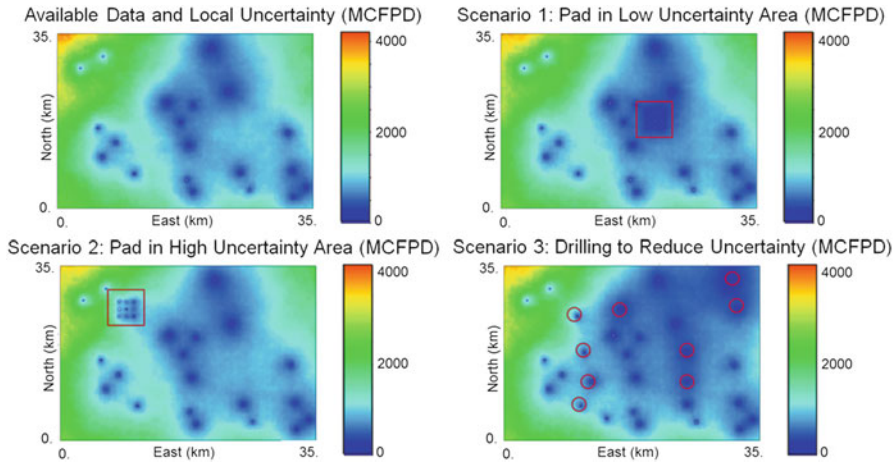 Available Data and Local Uncertainty (MCFPD)
35.
4000
North (km)
2000
0.
0
0.
East (km)
35.
Scenario 1: Pad in Low Uncertainty Area (MCFPD)
35.
4000
North (km)
2000
0.
0
0.
East (km)
35.
Scenario 2: Pad in High Uncertainty Area (MCFPD)
35.
4000
North (km)
2000
0.
0
0.
East (km)
35.
Scenario 3: Drilling to Reduce Uncertainty (MCFPD)
35.
4000
North (km)
2000
0.
0
0.
East (km)
35.